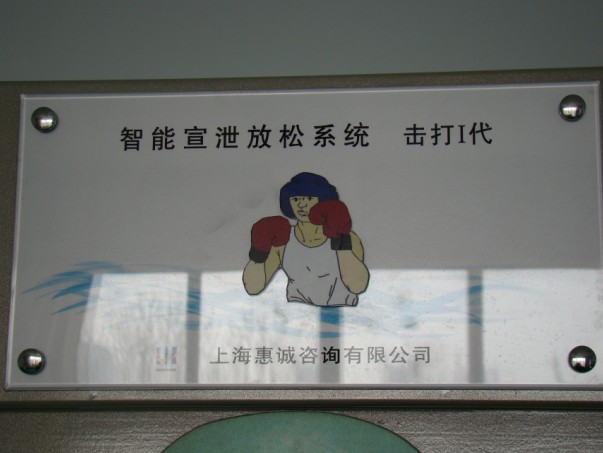 智能宣泄放松系统 击打I代
上海惠诚咨询有限公司